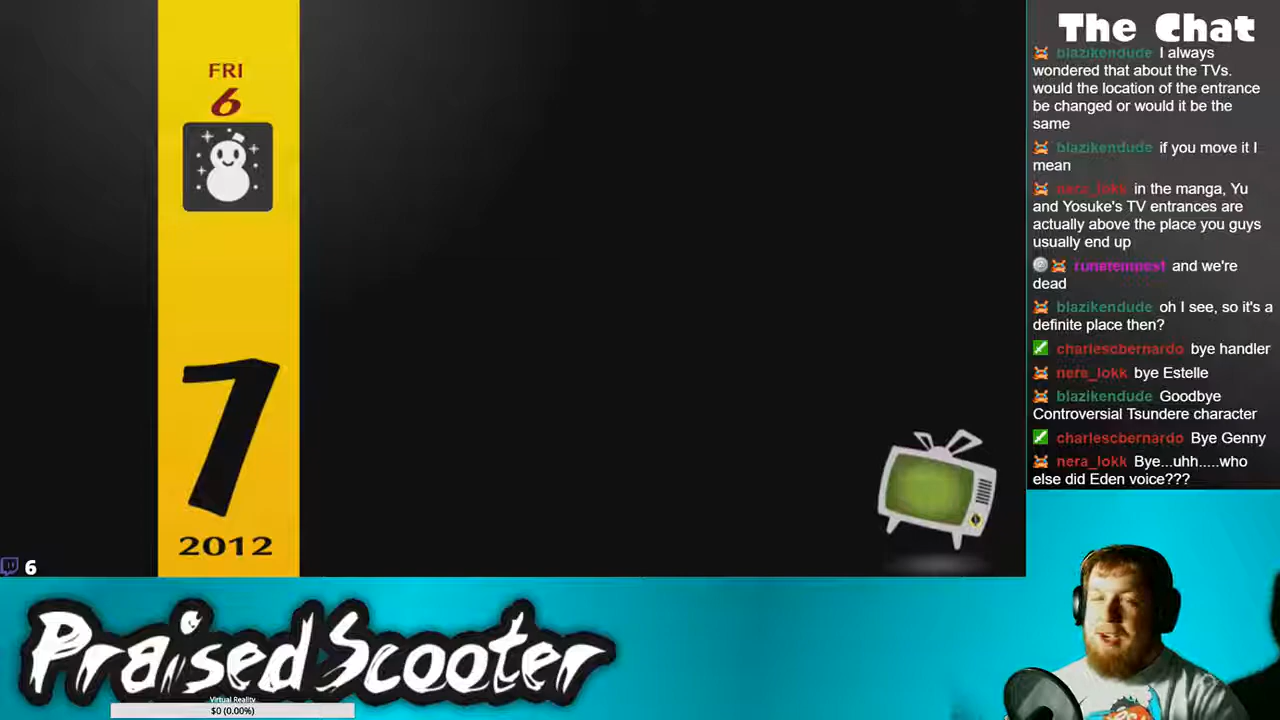 FRI
6
1
2012
6
The Chat
blazikendude I always
wondered that about the TVs.
would the location of the entrance
be changed or would it be the
same
blazikendude if you move it I
mean
nera_lokk in the manga, Yu
and Yosuke's TV entrances are
actually above the place you guys
usually end up
runetempest and we're
dead
blazikendude oh I see, so it's a
definite place then?
charlescbernardo bye handler
nera_lokk bye Estelle
blazikendude Goodbye
Controversial Tsundere character
charlescbernardo Bye Genny
nera_lokk Bye...uhh.....who
else did Eden voice???
PraisedScooter
Virtual Reality
$0 (0.00%)